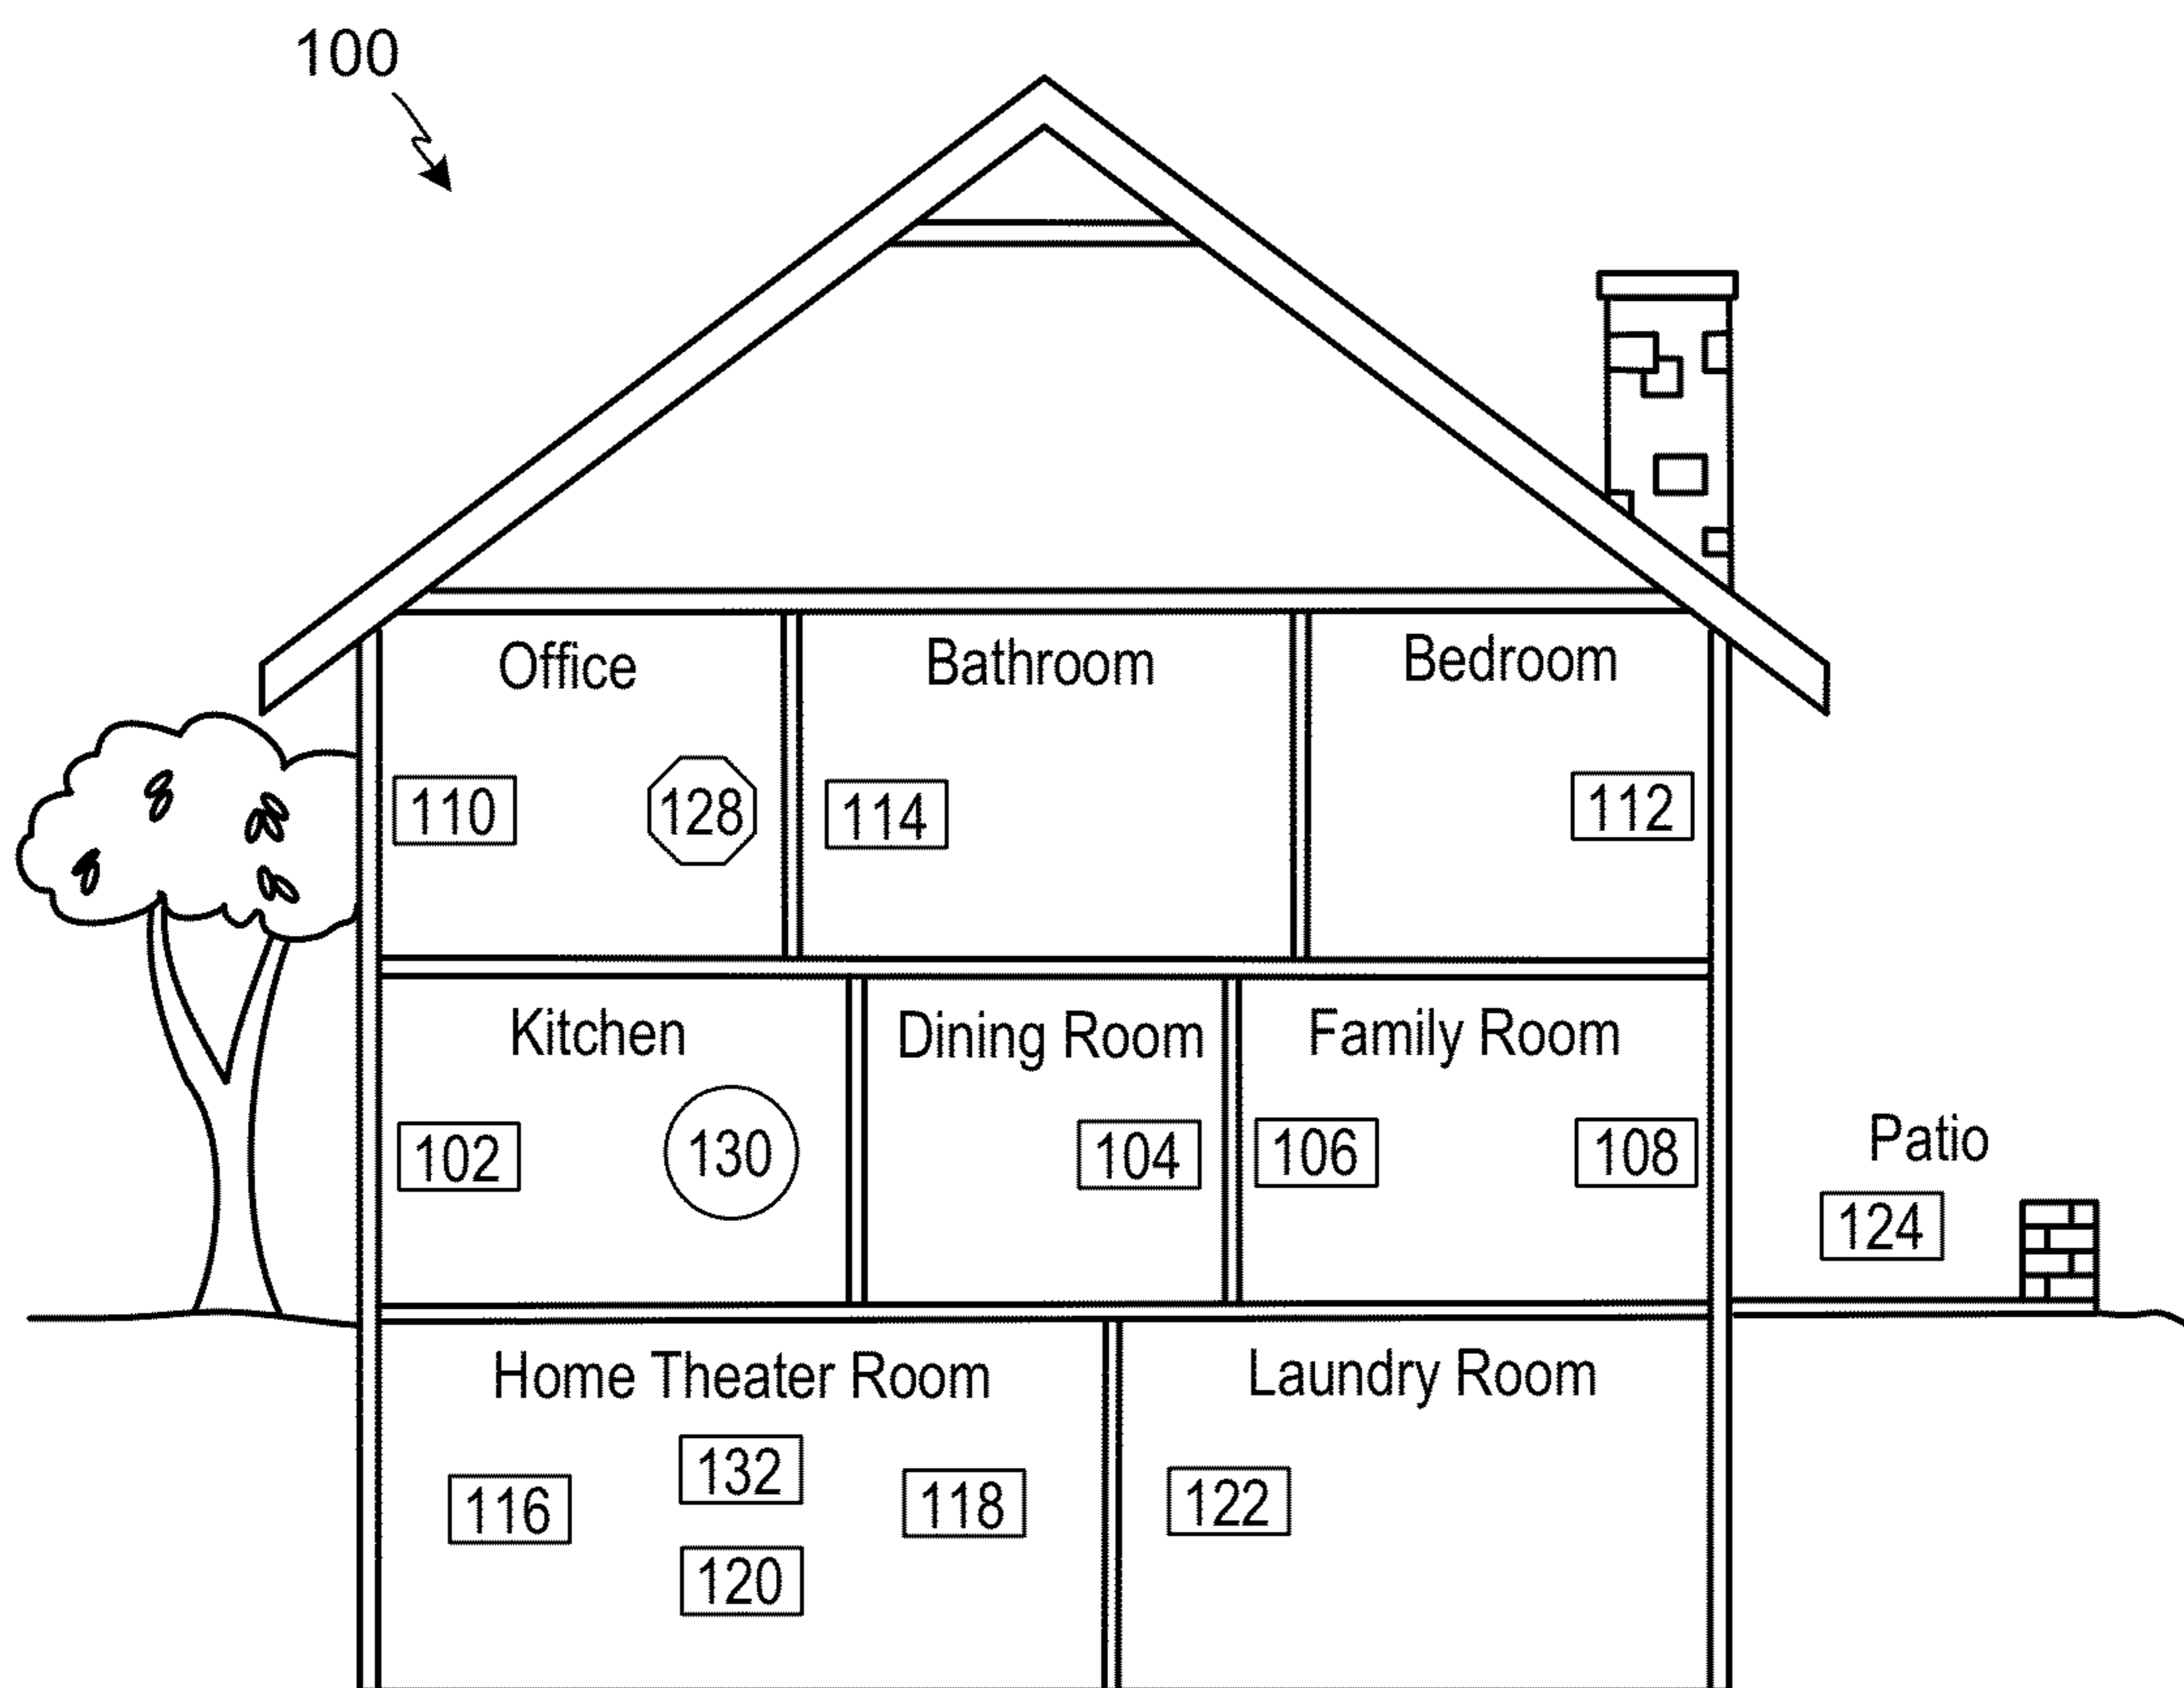 100
Office
Bathroom
Bedroom
110
128
114
112
Kitchen
Dining Room
Family Room
102
130
104
106
108
Patio
124
Home Theater Room
Laundry Room
116
132
118
122
120